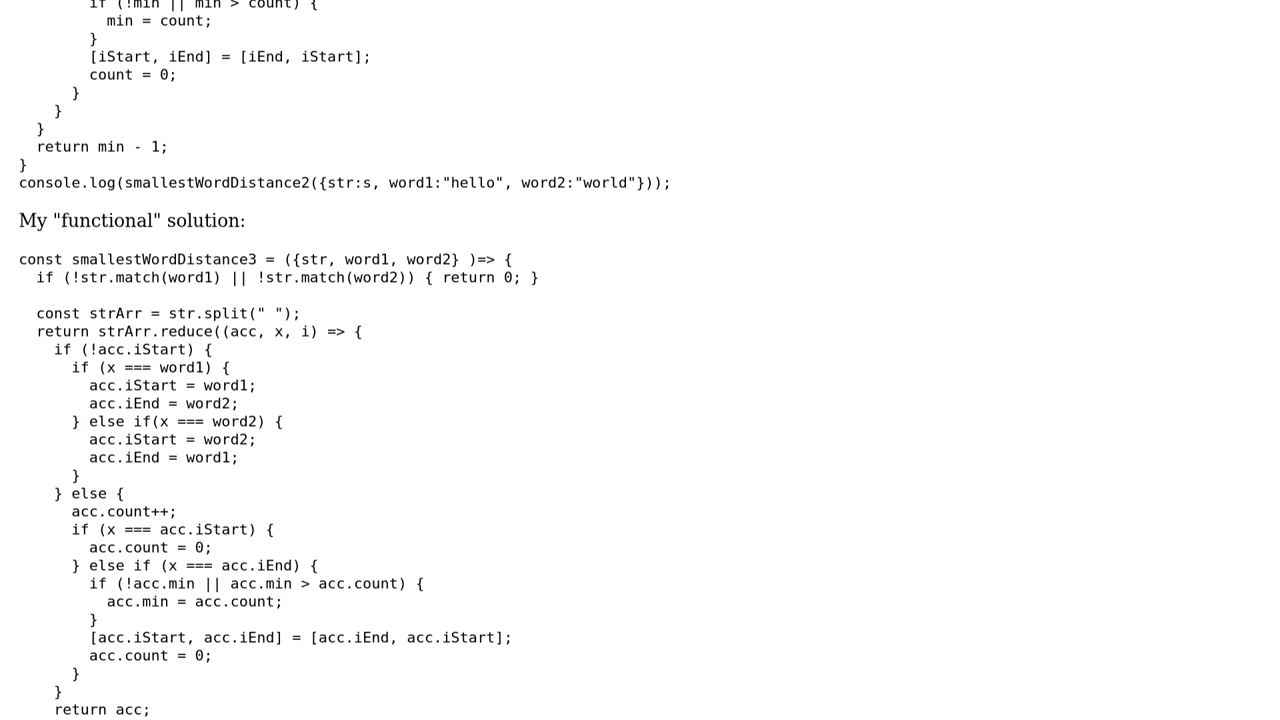 if (!min || min > count) {
min = count;
}
[iStart, iEnd] = [iEnd, iStart];
count = 0;
}
}
}
return min - 1;
}
console.log(smallestWordDistance2({str:s, word1:"hello", word2:"world"}));
My "functional" solution:
const smallestWordDistance3 = ({str, word1, word2} )=> {
if (!str.match(word1) || !str.match(word2)) { return 0; }
const strArr = str.split(" ");
return strArr.reduce((acc, x, i) => {
if (!acc.iStart) {
if (x === word1) {
acc.iStart = word1;
acc.iEnd = word2;
} else if(x === word2) {
acc.iStart = word2;
acc.iEnd = word1;
}
} else {
acc.count++;
if (x === acc.iStart) {
acc.count = 0;
} else if (x === acc.iEnd) {
if (!acc.min || acc.min > acc.count) {
acc.min = acc.count;
}
[acc.iStart, acc.iEnd] = [acc.iEnd, acc.iStart];
acc.count = 0;
}
}
return acc;